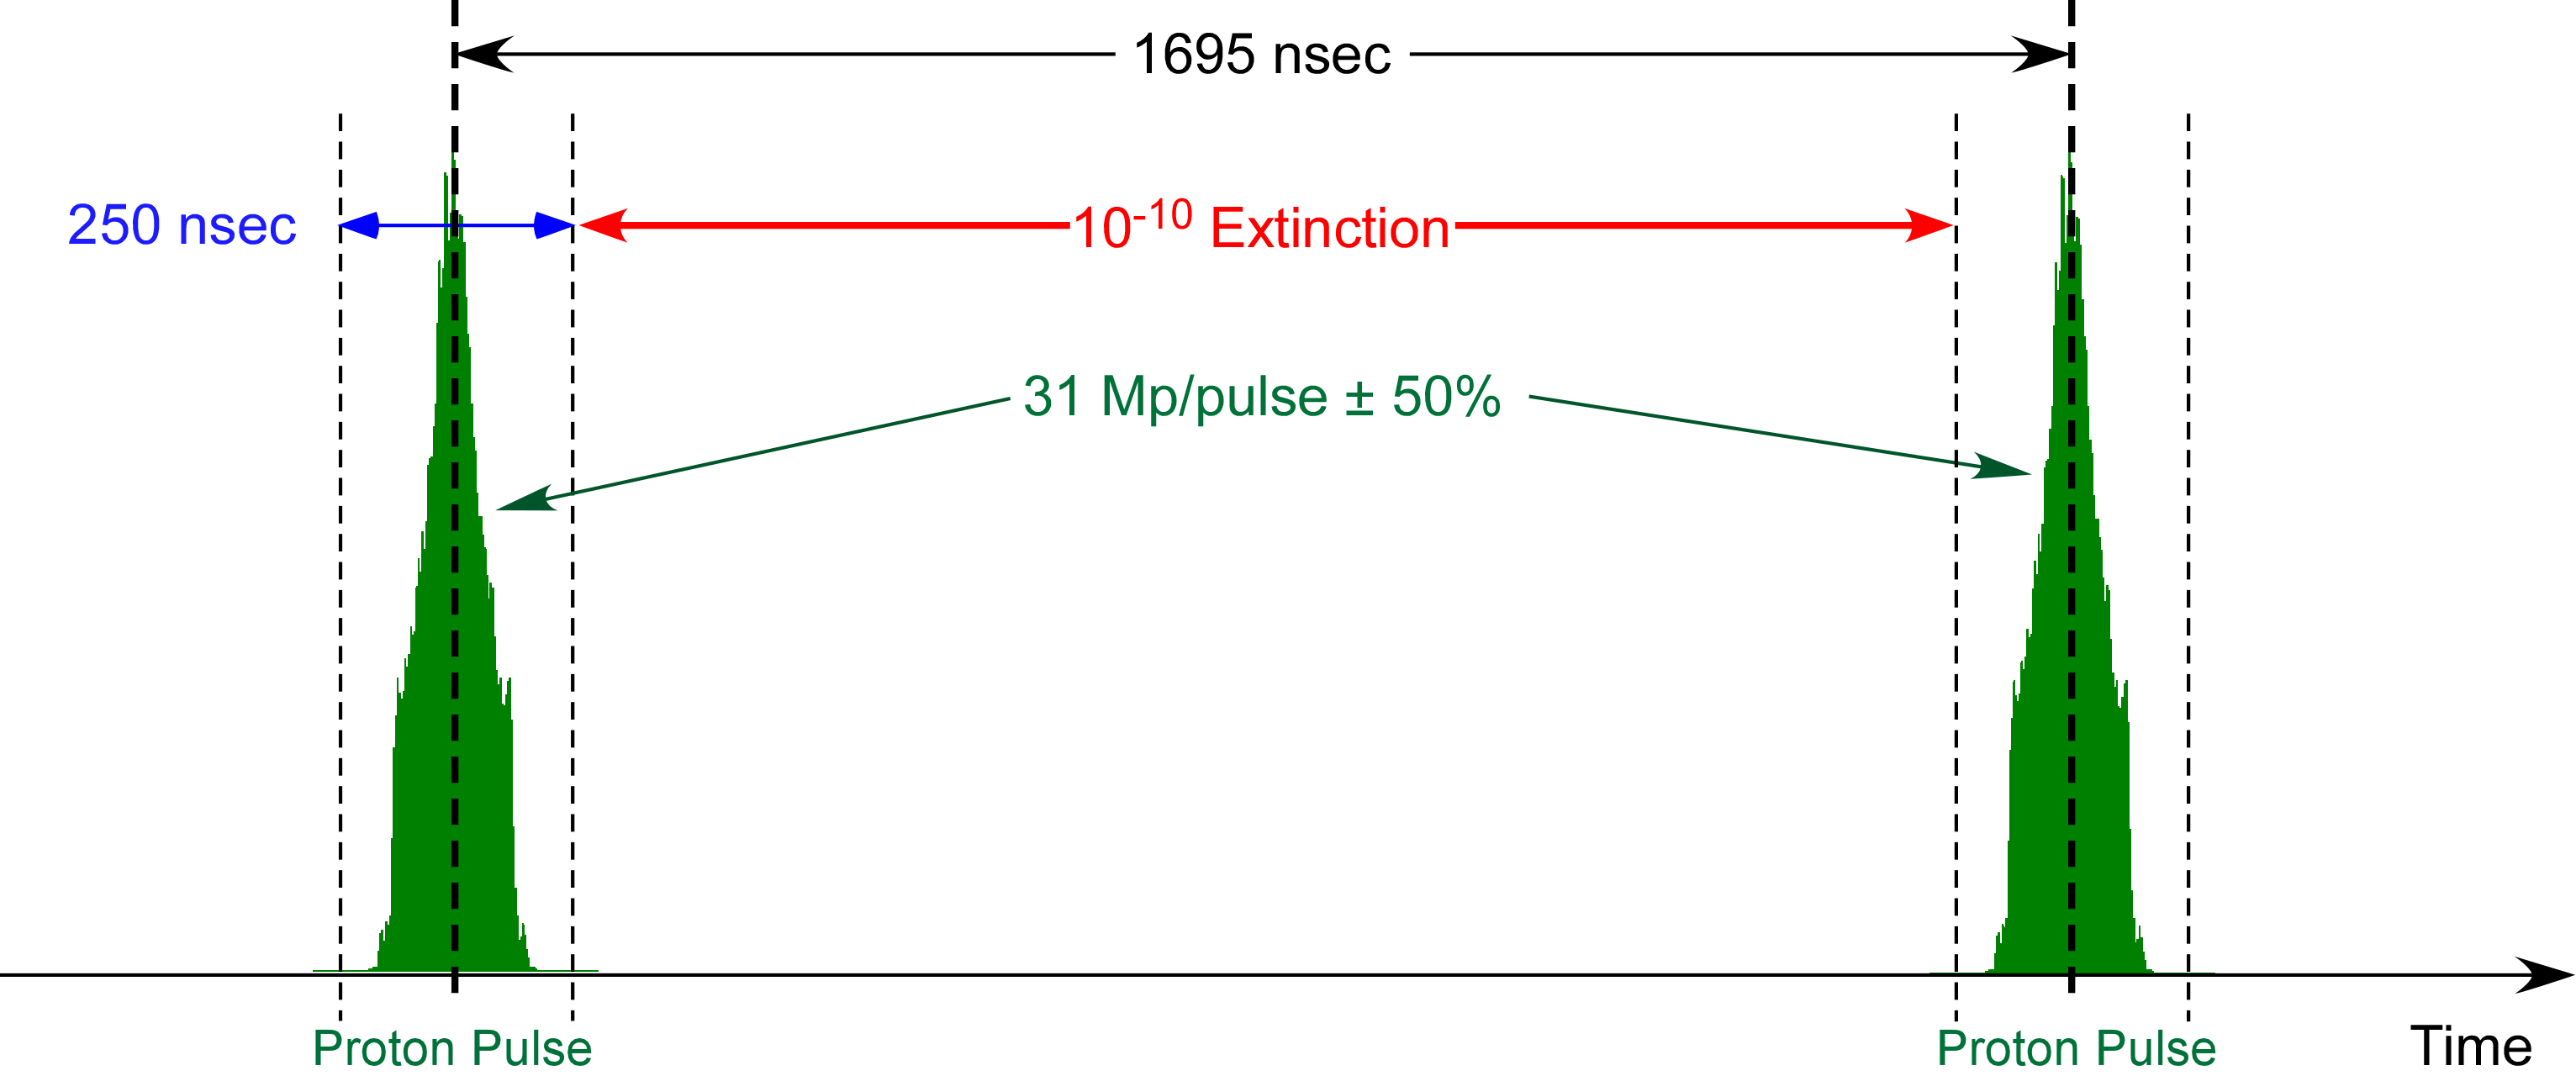 1695 nsec
250 nsec
10⁻¹⁰ Extinction
31 Mp/pulse ± 50%
Proton Pulse
Proton Pulse
Time